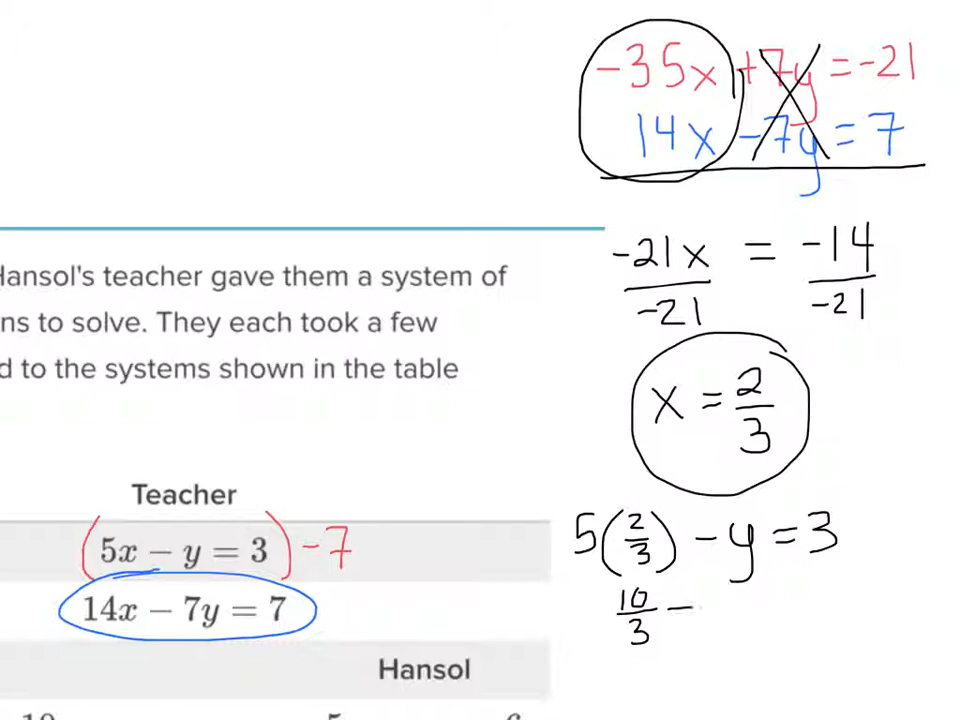 -35x +7y = -21
14x -7y = 7
-21x = -14
-21 -21
x = 2/3
Hansol's teacher gave them a system of
ns to solve. They each took a few
d to the systems shown in the table
Teacher
(5x − y = 3) -7
14x − 7y = 7
Hansol
5(2/3) - y = 3
10/3 -